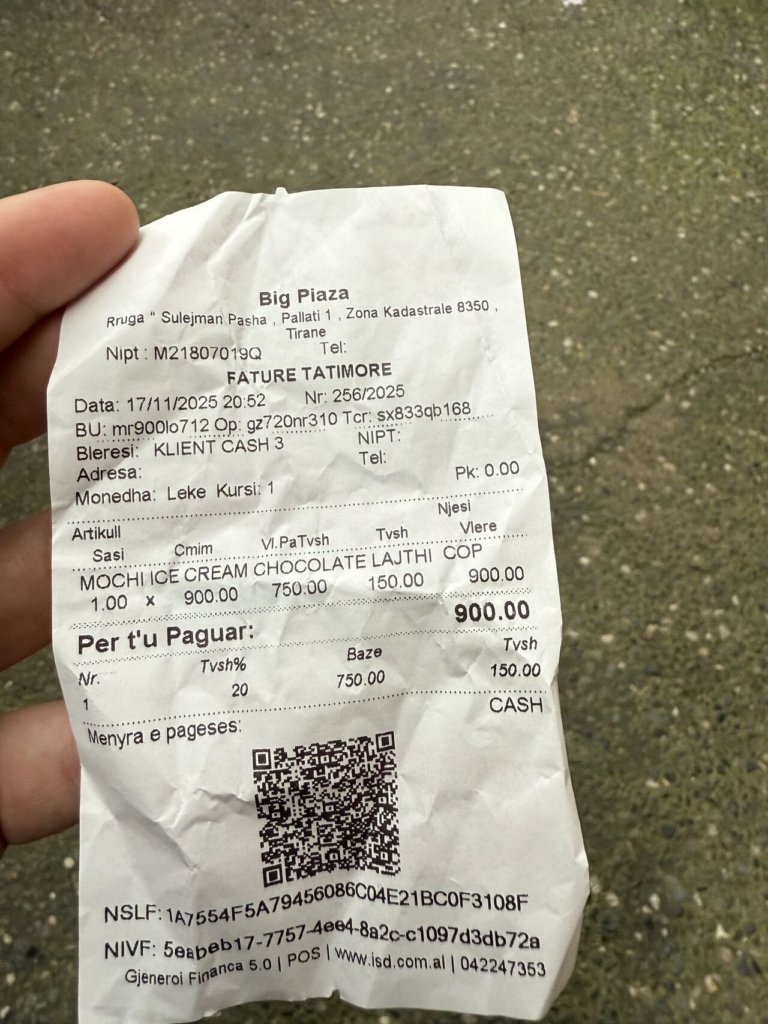 Big Plaza
Rruga " Sulejman Pasha , Pallati 1 , Zona Kadastrale 8350 ,
Tirane
Nipt : M21807019Q Tel:
FATURE TATIMORE
Data: 17/11/2025 20:52 Nr: 256/2025
BU: mr900lo712 Op: gz720nr310 Tcr: sx833qb168
Bleresi: KLIENT CASH 3 NIPT:
Adresa: Tel:
Monedha: Leke Kursi: 1 Pk: 0.00
Artikull Njesi
Sasi Cmim Vl.PaTvsh Tvsh Vlere
MOCHI ICE CREAM CHOCOLATE LAJTHI COP
1.00 x 900.00 750.00 150.00 900.00
Per t'u Paguar: 900.00
Nr. Tvsh% Baze Tvsh
1 20 750.00 150.00
Menyra e pageses: CASH
NSLF: 1A7554F5A79456086C04E21BC0F3108F
NIVF: 5eabeb17-7757-4ee4-8a2c-c1097d3db72a
Gjeneroi Financa 5.0 | POS | www.isd.com.al | 042247353